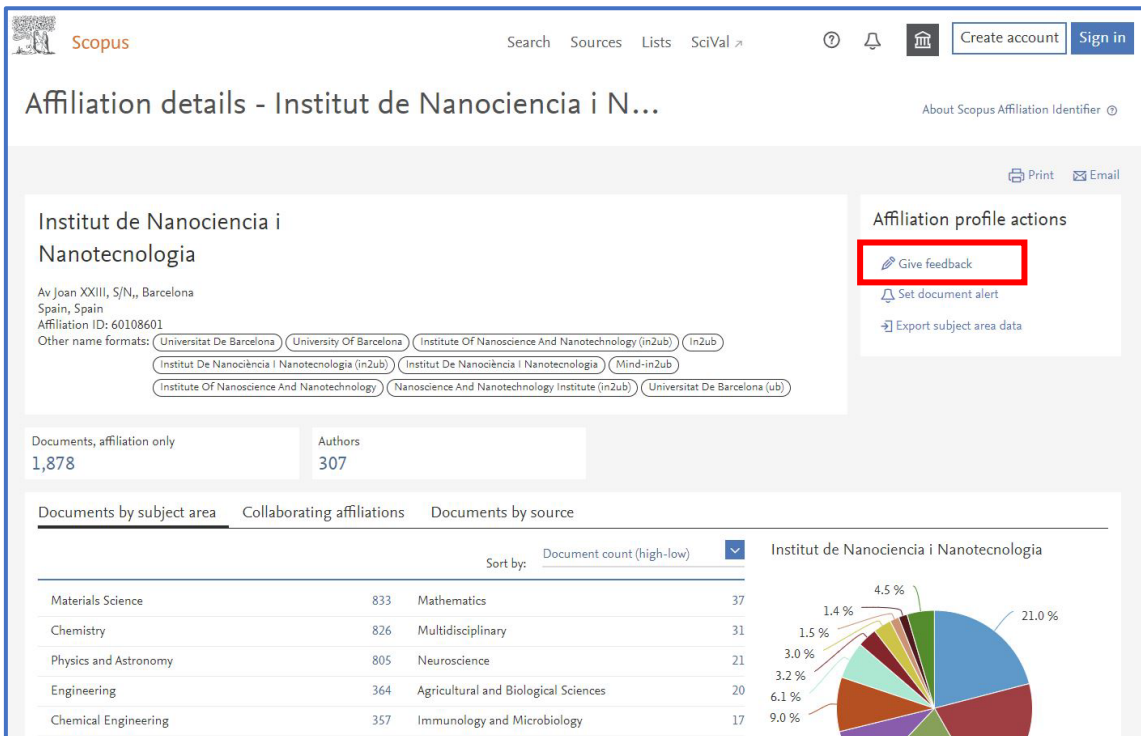 Scopus
Search Sources Lists SciVal
Create account
Sign in
Affiliation details - Institut de Nanociencia i N...
About Scopus Affiliation Identifier
Print Email
Institut de Nanociencia i
Nanotecnologia
Av Joan XXIII, S/N,, Barcelona
Spain, Spain
Affiliation ID: 60108601
Other name formats: Universitat De Barcelona University Of Barcelona Institute Of Nanoscience And Nanotechnology (in2ub) In2ub
Institut De Nanociència I Nanotecnologia (in2ub) Institut De Nanociència I Nanotecnologia Mind-in2ub
Institute Of Nanoscience And Nanotechnology Nanoscience And Nanotechnology Institute (in2ub) Universitat De Barcelona (ub)
Affiliation profile actions
Give feedback
Set document alert
Export subject area data
Documents, affiliation only
1,878
Authors
307
Documents by subject area Collaborating affiliations Documents by source
Sort by: Document count (high-low)
Materials Science 833 Mathematics 37
Chemistry 826 Multidisciplinary 31
Physics and Astronomy 805 Neuroscience 21
Engineering 364 Agricultural and Biological Sciences 20
Chemical Engineering 357 Immunology and Microbiology 17
Institut de Nanociencia i Nanotecnologia
4.5 %
1.4 %
21.0 %
1.5 %
3.0 %
3.2 %
6.1 %
9.0 %